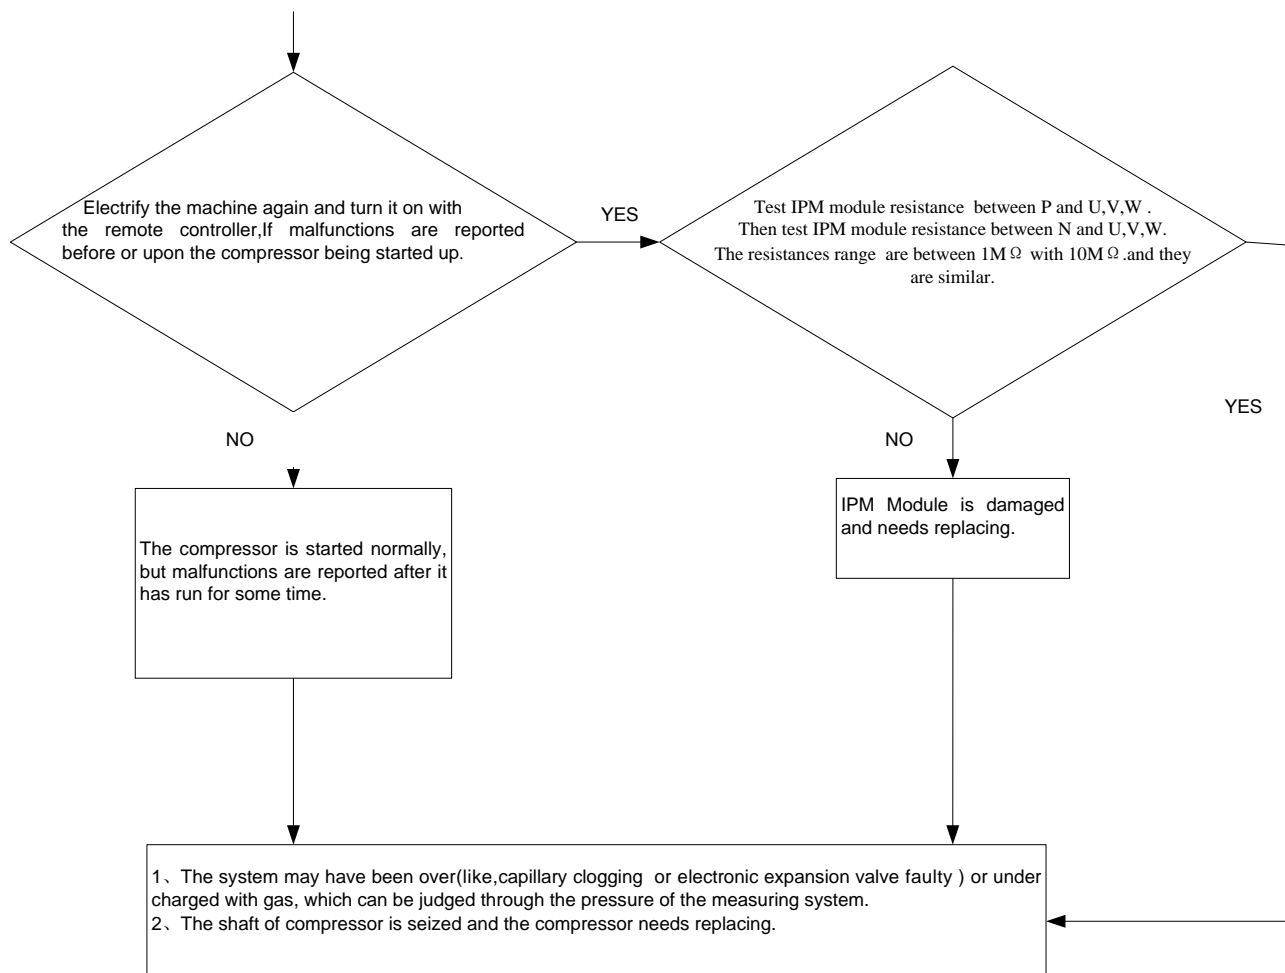 Electrify the machine again and turn it on with
the remote controller,If malfunctions are reported
before or upon the compressor being started up.
YES
Test IPM module resistance between P and U,V,W .
Then test IPM module resistance between N and U,V,W.
The resistances range are between 1MΩ with 10MΩ.and they
are similar.
YES
NO
NO
The compressor is started normally,
but malfunctions are reported after it
has run for some time.
IPM Module is damaged
and needs replacing.
1、The system may have been over(like,capillary clogging or electronic expansion valve faulty ) or under
charged with gas, which can be judged through the pressure of the measuring system.
2、The shaft of compressor is seized and the compressor needs replacing.